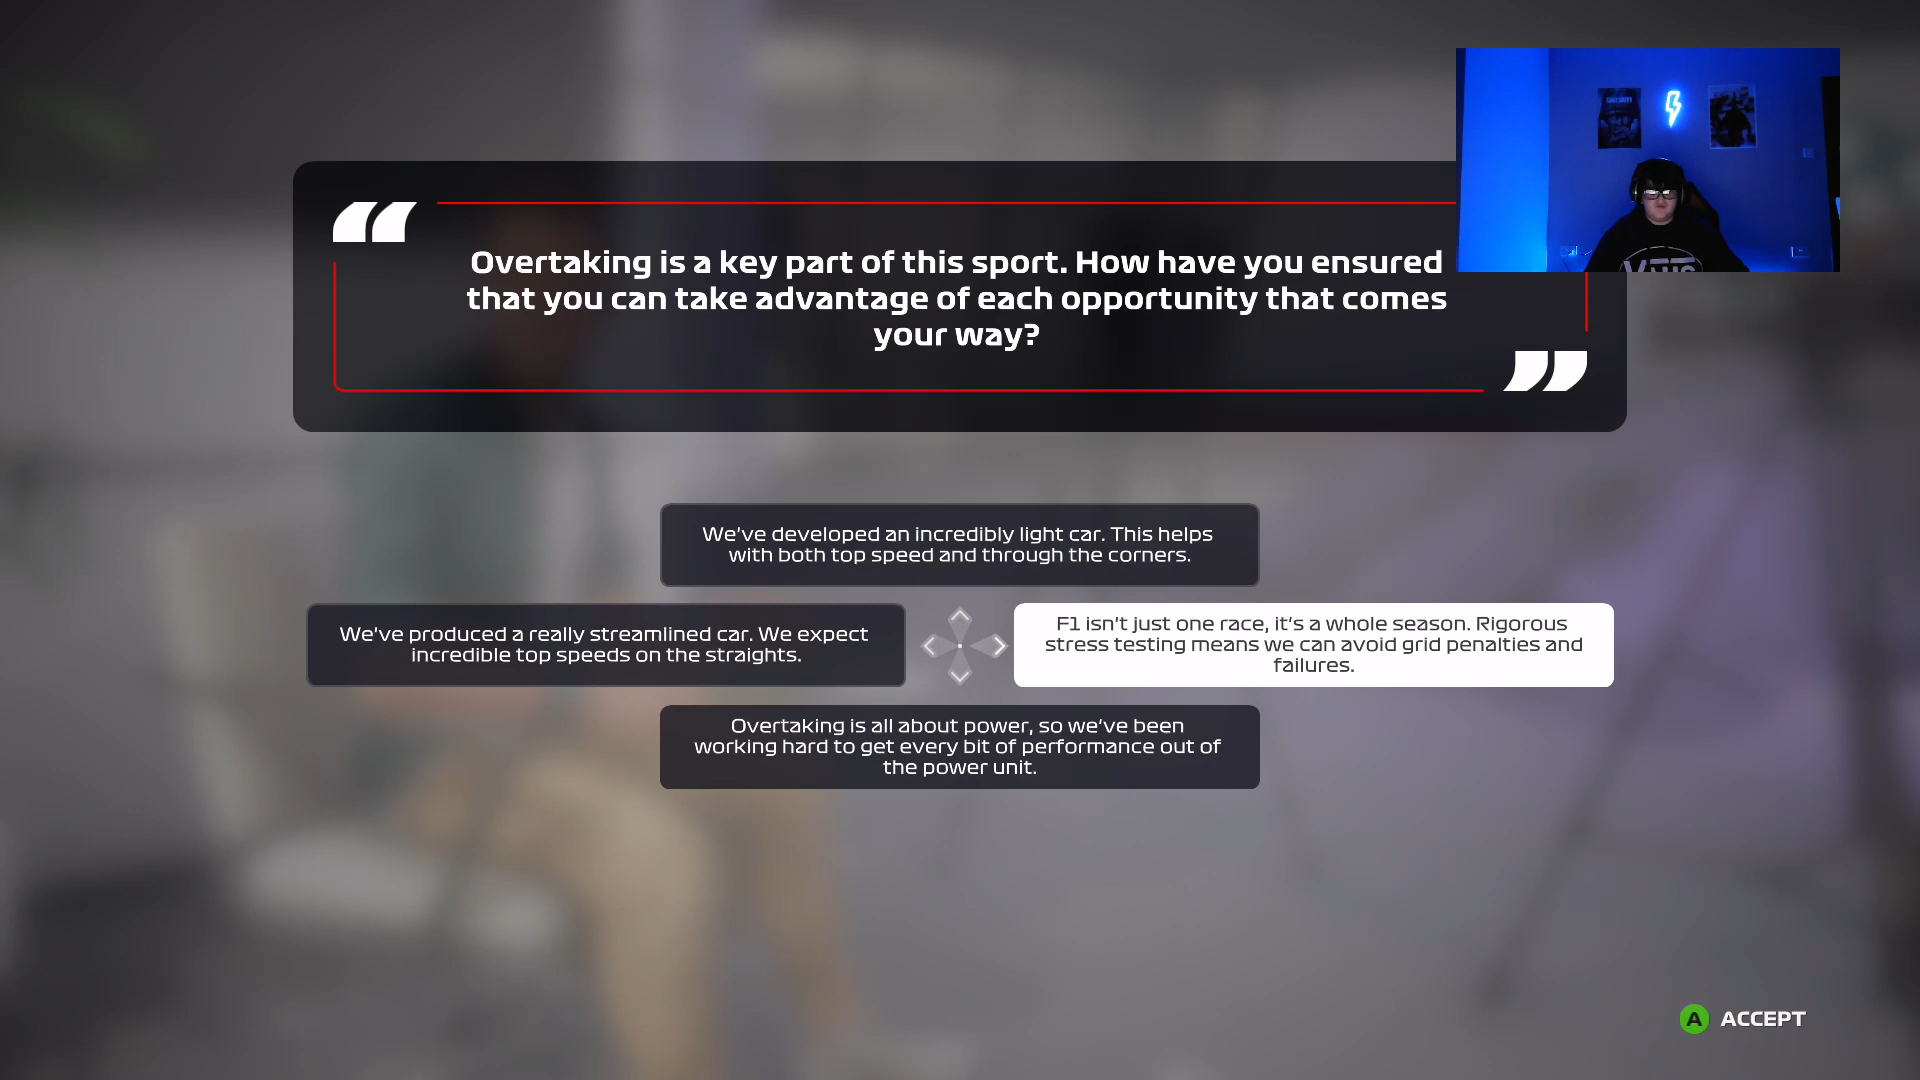 Overtaking is a key part of this sport. How have you ensured
that you can take advantage of each opportunity that comes
your way?
We've developed an incredibly light car. This helps
with both top speed and through the corners.
We've produced a really streamlined car. We expect
incredible top speeds on the straights.
F1 isn't just one race, it's a whole season. Rigorous
stress testing means we can avoid grid penalties and
failures.
Overtaking is all about power, so we've been
working hard to get every bit of performance out of
the power unit.
A ACCEPT